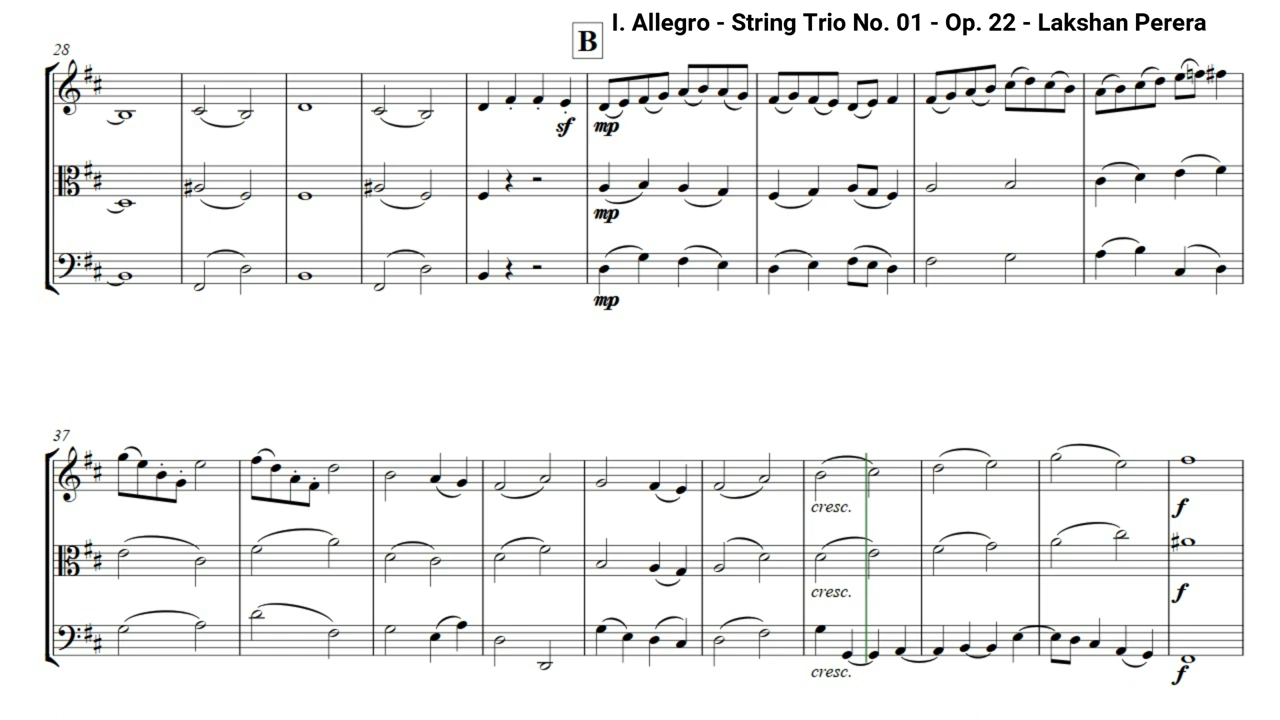 I. Allegro - String Trio No. 01 - Op. 22 - Lakshan Perera
28
B
sf mp
mp
mp
37
cresc. f
cresc. f
cresc. f